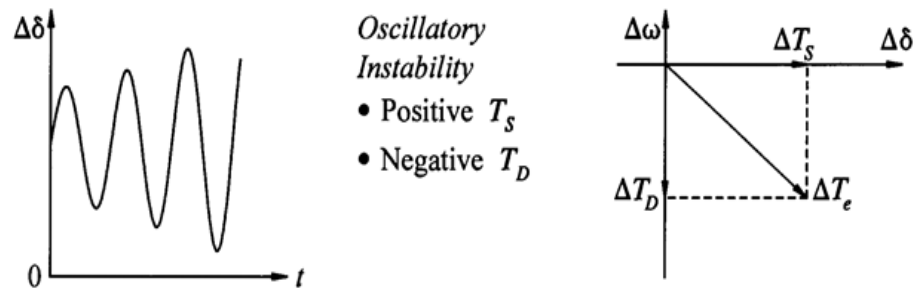 Δδ
0
t
Oscillatory
Instability
• Positive T_S
• Negative T_D
Δω
ΔT_S
Δδ
ΔT_D
ΔT_e